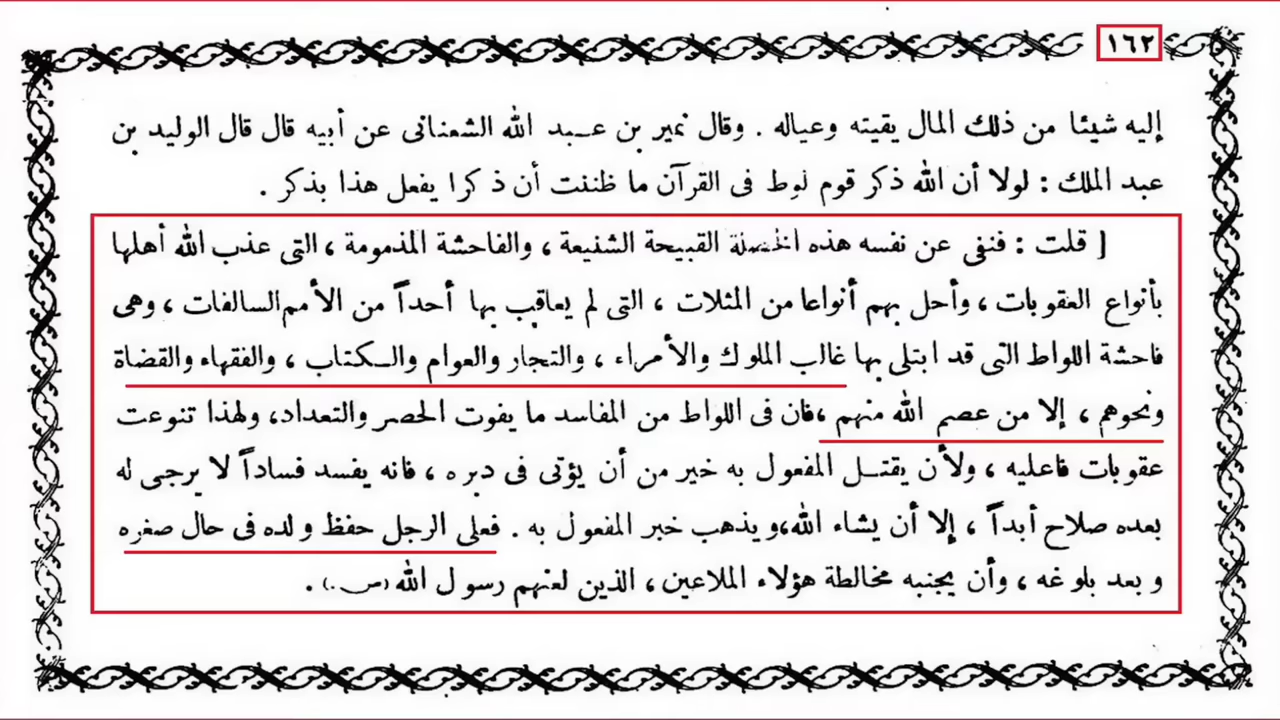 ١٦٢
إليه شيئا من ذلك المال يقيته وعياله . وقال نمير بن عـبد الله الشعنانى عن أبيه قال قال الوليد بن
عبد الملك : لولا أن الله ذكر قوم لوط فى القرآن ما ظننت أن ذكرا يفعل هذا بذكر .
[ قلت : فنفى عن نفسه هذه الخصلة القبيحة الشنيعة ، والفاحشة المذمومة ، التى عذب الله أهلها
بأنواع العقوبات ، وأحل بهم أنواعا من المثلات ، التى لم يعاقب بها أحداً من الأمم السالفات ، وهى
فاحشة اللواط التى قد ابتلى بها غالب الملوك والأمراء ، والتجار والعوام والـكتاب ، والفقهاء والقضاة
ونحوهم ، إلا من عصم الله منهم ،فان فى اللواط من المفاسد ما يفوت الحصر والتعداد، ولهذا تنوعت
عقوبات فاعليه ، ولأن يقتـل المفعول به خير من أن يؤتى فى دبره ، فانه يفسد فساداً لا يرجى له
بعده صلاح أبداً ، إلا أن يشاء الله،ويذهب خبر المفعول به . فعلى الرجل حفظ ولده فى حال صغره
وبعد بلوغه ، وأن يجنبه مخالطة هؤلاء الملاعين ، الذين لعنهم رسول الله (ص.) .